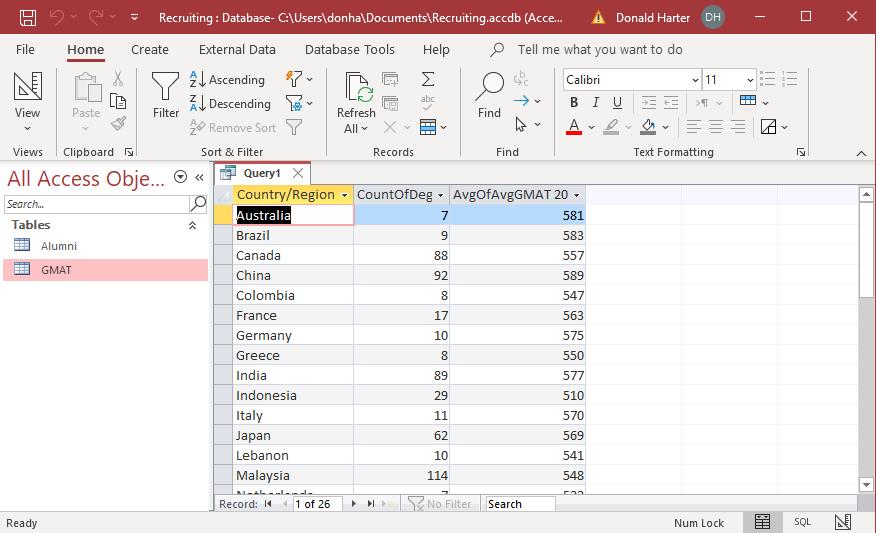 Recruiting : Database- C:\Users\donha\Documents\Recruiting.accdb (Acce...
Donald Harter
DH
File
Home
Create
External Data
Database Tools
Help
Tell me what you want to do
View
Views
Paste
Clipboard
Filter
Ascending
Descending
Remove Sort
Sort & Filter
Refresh
All
Records
Find
Find
Calibri
11
B I U
A
Text Formatting
All Access Obje...
Search...
Tables
Alumni
GMAT
Query1
Country/Region CountOfDeg AvgOfAvgGMAT 20
Australia 7 581
Brazil 9 583
Canada 88 557
China 92 589
Colombia 8 547
France 17 563
Germany 10 575
Greece 8 550
India 89 577
Indonesia 29 510
Italy 11 570
Japan 62 569
Lebanon 10 541
Malaysia 114 548
Record: 1 of 26 No Filter Search
Ready
Num Lock
SQL